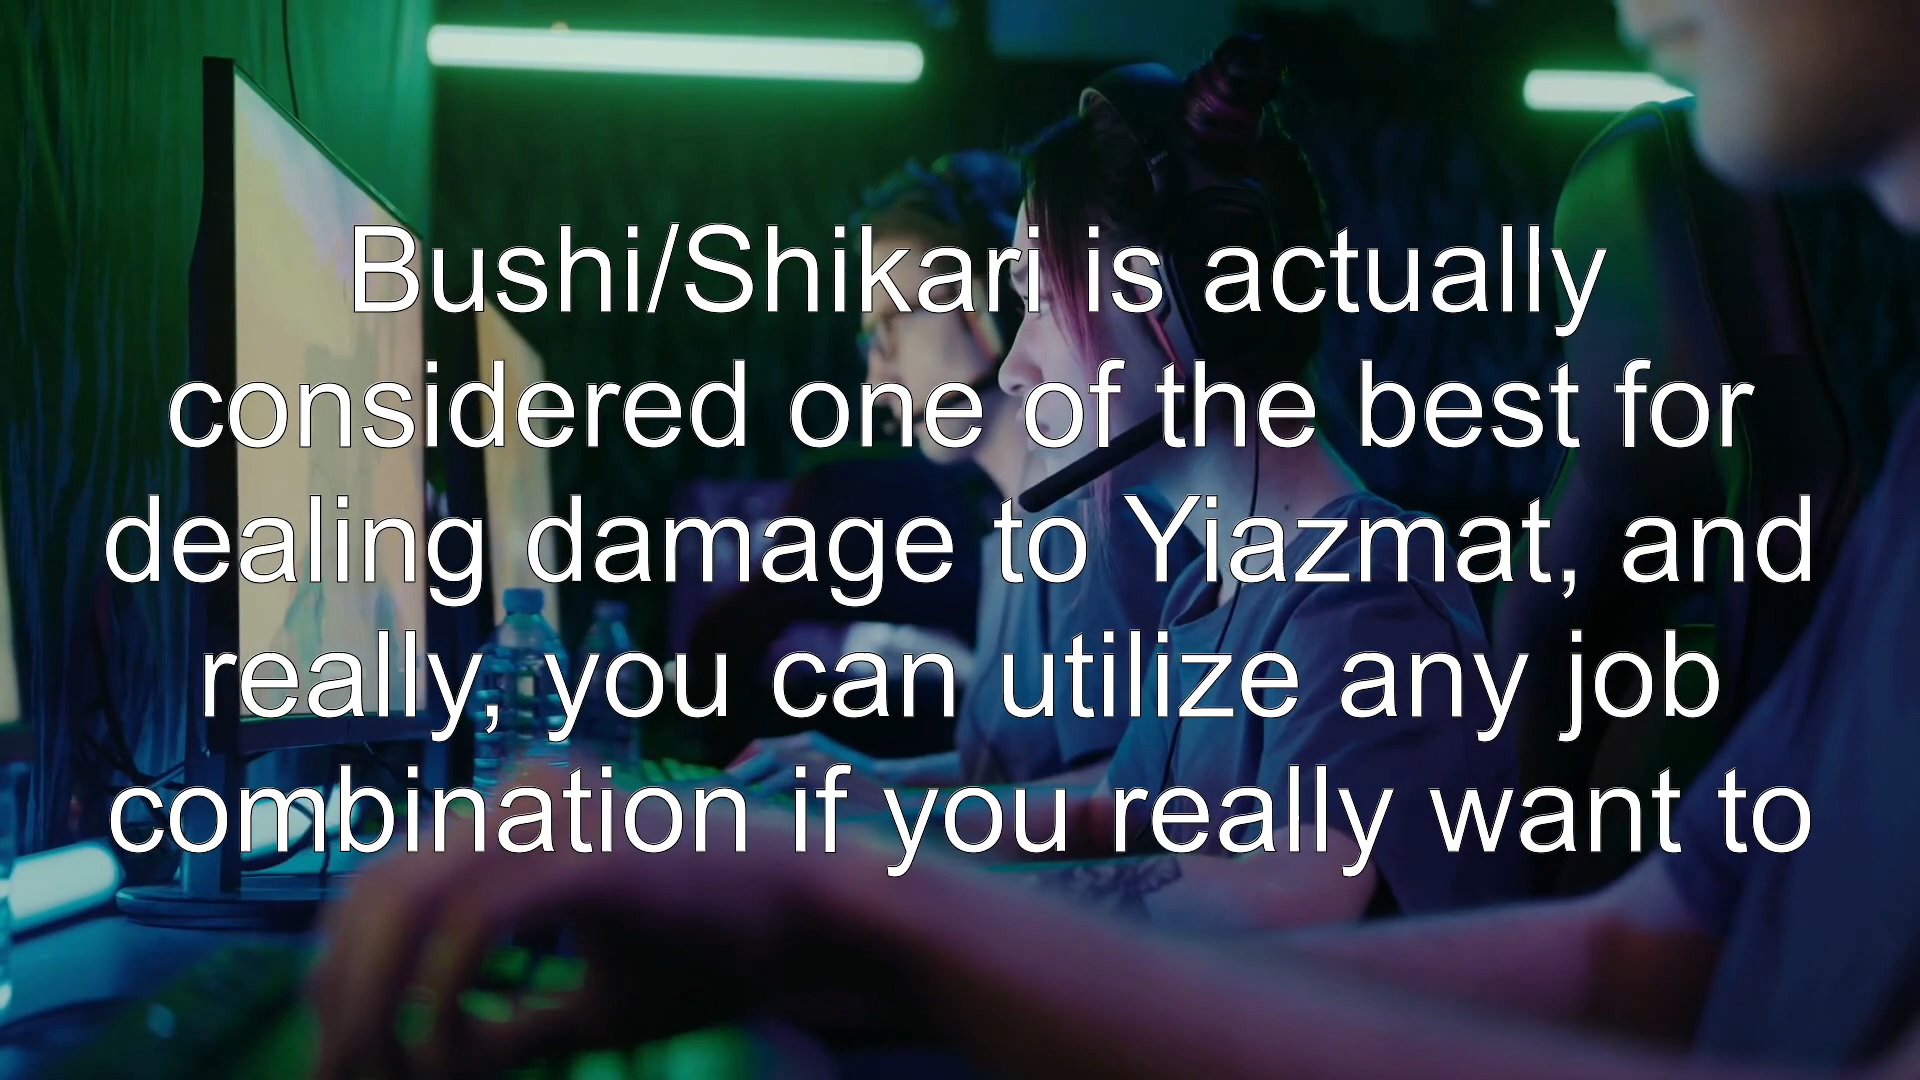 Bushi/Shikari is actually
considered one of the best for
dealing damage to Yiazmat, and
really, you can utilize any job
combination if you really want to